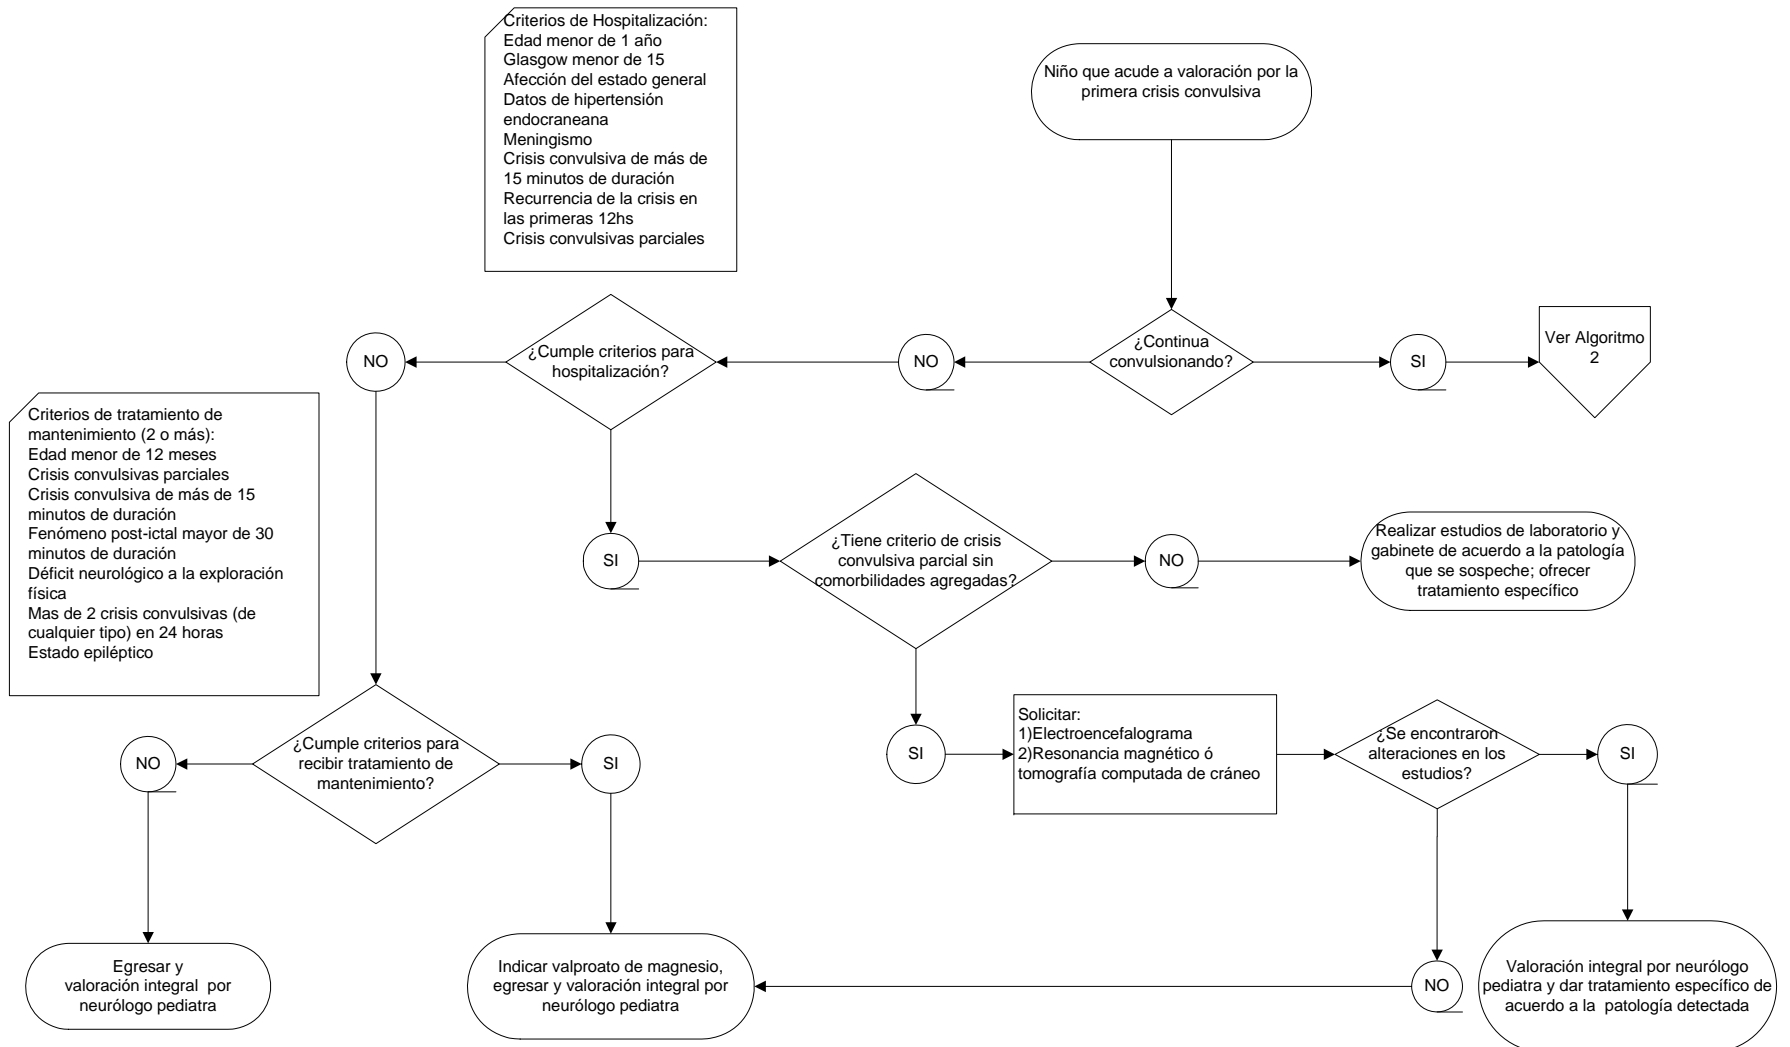 Criterios de Hospitalización:
Edad menor de 1 año
Glasgow menor de 15
Afección del estado general
Datos de hipertensión
endocraneana
Meningismo
Crisis convulsiva de más de
15 minutos de duración
Recurrencia de la crisis en
las primeras 12hs
Crisis convulsivas parciales
Niño que acude a valoración por la
primera crisis convulsiva
¿Continua
convulsionando?
SI
Ver Algoritmo
2
NO
¿Cumple criterios para
hospitalización?
NO
Criterios de tratamiento de
mantenimiento (2 o más):
Edad menor de 12 meses
Crisis convulsivas parciales
Crisis convulsiva de más de 15
minutos de duración
Fenómeno post-ictal mayor de 30
minutos de duración
Déficit neurológico a la exploración
física
Mas de 2 crisis convulsivas (de
cualquier tipo) en 24 horas
Estado epiléptico
SI
¿Tiene criterio de crisis
convulsiva parcial sin
comorbilidades agregadas?
NO
Realizar estudios de laboratorio y
gabinete de acuerdo a la patología
que se sospeche; ofrecer
tratamiento específico
NO
¿Cumple criterios para
recibir tratamiento de
mantenimiento?
SI
SI
Solicitar:
1)Electroencefalograma
2)Resonancia magnético ó
tomografía computada de cráneo
¿Se encontraron
alteraciones en los
estudios?
SI
Egresar y
valoración integral por
neurólogo pediatra
Indicar valproato de magnesio,
egresar y valoración integral por
neurólogo pediatra
NO
Valoración integral por neurólogo
pediatra y dar tratamiento específico de
acuerdo a la patología detectada